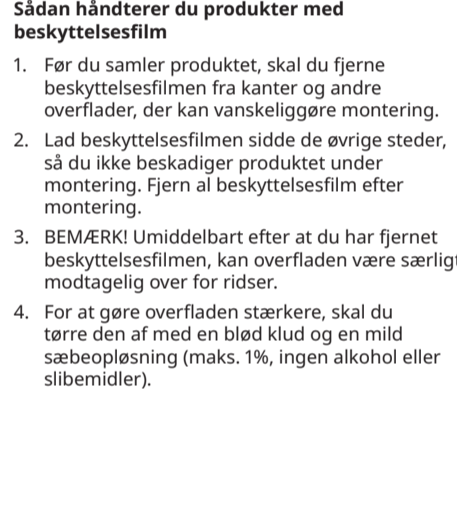 Sådan håndterer du produkter med
beskyttelsesfilm
1. Før du samler produktet, skal du fjerne
beskyttelsesfilmen fra kanter og andre
overflader, der kan vanskeliggøre montering.
2. Lad beskyttelsesfilmen sidde de øvrige steder,
så du ikke beskadiger produktet under
montering. Fjern al beskyttelsesfilm efter
montering.
3. BEMÆRK! Umiddelbart efter at du har fjernet
beskyttelsesfilmen, kan overfladen være særligt
modtagelig over for ridser.
4. For at gøre overfladen stærkere, skal du
tørre den af med en blød klud og en mild
sæbeopløsning (maks. 1%, ingen alkohol eller
slibemidler).